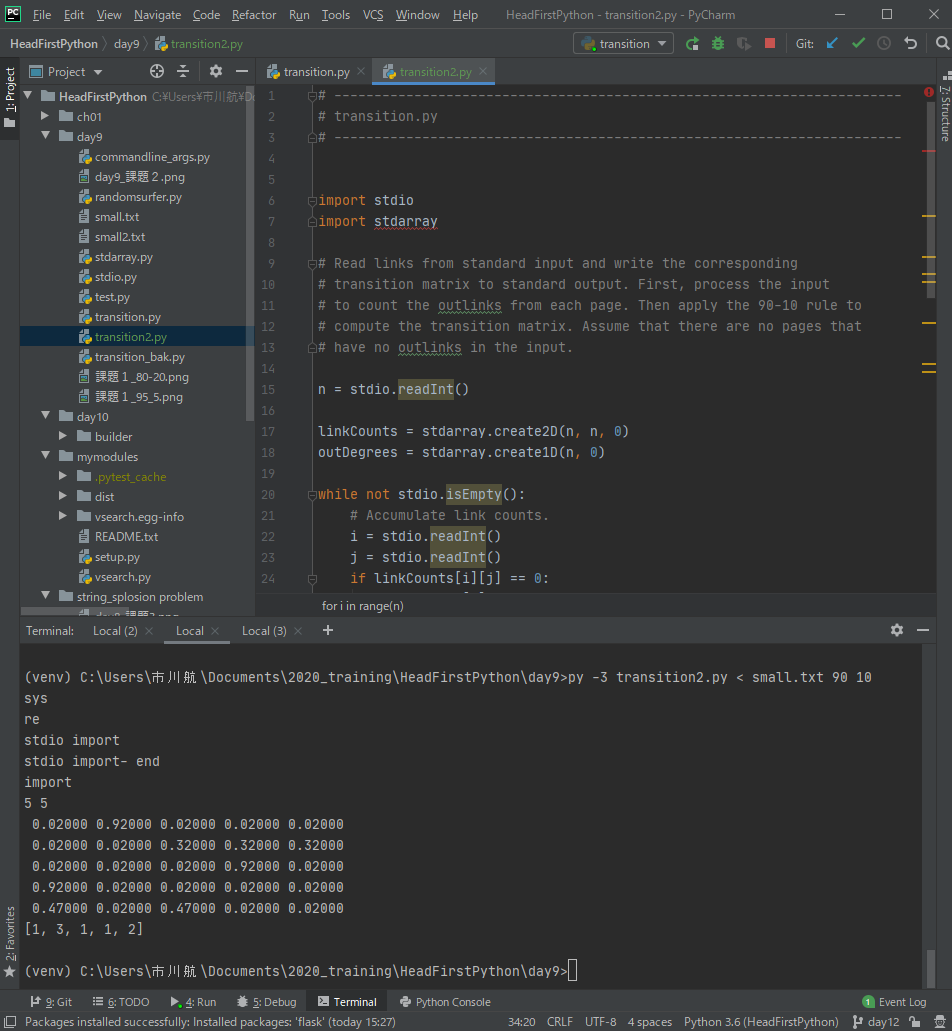 File Edit View Navigate Code Refactor Run Tools VCS Window Help HeadFirstPython - transition2.py - PyCharm
HeadFirstPython day9 transition2.py transition Git:
1: Project
Project
HeadFirstPython C:¥Users¥市川航¥Do
ch01
day9
commandline_args.py
day9_課題２.png
randomsurfer.py
small.txt
small2.txt
stdarray.py
stdio.py
test.py
transition.py
transition2.py
transition_bak.py
課題１_80-20.png
課題１_95_5.png
day10
builder
mymodules
.pytest_cache
dist
vsearch.egg-info
README.txt
setup.py
vsearch.py
string_splosion problem
transition.py transition2.py
1 # ----------------------------------------------------------------------
2 # transition.py
3 # ----------------------------------------------------------------------
4
5
6 import stdio
7 import stdarray
8
9 # Read links from standard input and write the corresponding
10 # transition matrix to standard output. First, process the input
11 # to count the outlinks from each page. Then apply the 90-10 rule to
12 # compute the transition matrix. Assume that there are no pages that
13 # have no outlinks in the input.
14
15 n = stdio.readInt()
16
17 linkCounts = stdarray.create2D(n, n, 0)
18 outDegrees = stdarray.create1D(n, 0)
19
20 while not stdio.isEmpty():
21 # Accumulate link counts.
22 i = stdio.readInt()
23 j = stdio.readInt()
24 if linkCounts[i][j] == 0:
for i in range(n)
7: Structure
Terminal: Local (2) Local Local (3) +
(venv) C:\Users\市川航\Documents\2020_training\HeadFirstPython\day9>py -3 transition2.py < small.txt 90 10
sys
re
stdio import
stdio import- end
import
5 5
0.02000 0.92000 0.02000 0.02000 0.02000
0.02000 0.02000 0.32000 0.32000 0.32000
0.02000 0.02000 0.02000 0.92000 0.02000
0.92000 0.02000 0.02000 0.02000 0.02000
0.47000 0.02000 0.47000 0.02000 0.02000
[1, 3, 1, 1, 2]
(venv) C:\Users\市川航\Documents\2020_training\HeadFirstPython\day9>
2: Favorites
9: Git 6: TODO 4: Run 5: Debug Terminal Python Console 1 Event Log
Packages installed successfully: Installed packages: 'flask' (today 15:27) 34:20 CRLF UTF-8 4 spaces Python 3.6 (HeadFirstPython) day12